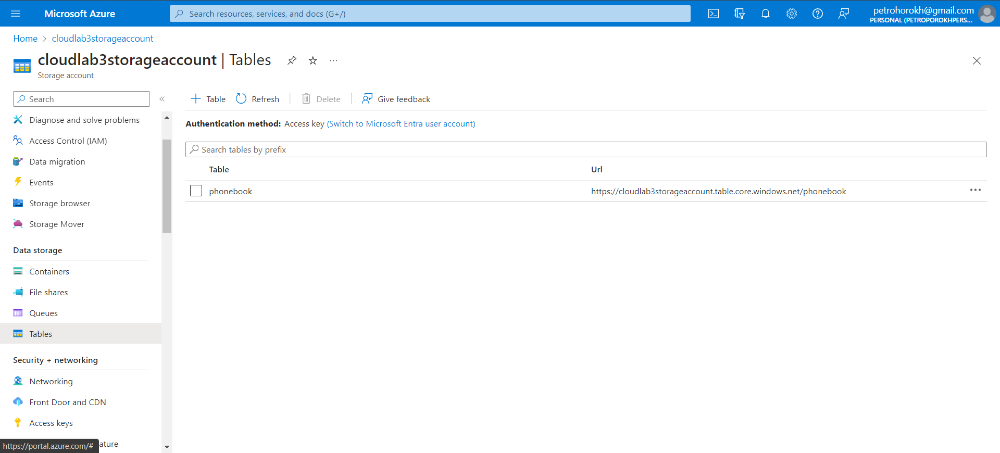 Microsoft Azure
Search resources, services, and docs (G+/)
petrohorokh@gmail.com
PERSONAL (PETROPOROKHPERS...
Home > cloudlab3storageaccount
cloudlab3storageaccount | Tables
Storage account
Search
Diagnose and solve problems
Access Control (IAM)
Data migration
Events
Storage browser
Storage Mover
Data storage
Containers
File shares
Queues
Tables
Security + networking
Networking
Front Door and CDN
Access keys
ature
https://portal.azure.com/#
+ Table
Refresh
Delete
Give feedback
Authentication method: Access key (Switch to Microsoft Entra user account)
Search tables by prefix
Table Url
phonebook https://cloudlab3storageaccount.table.core.windows.net/phonebook